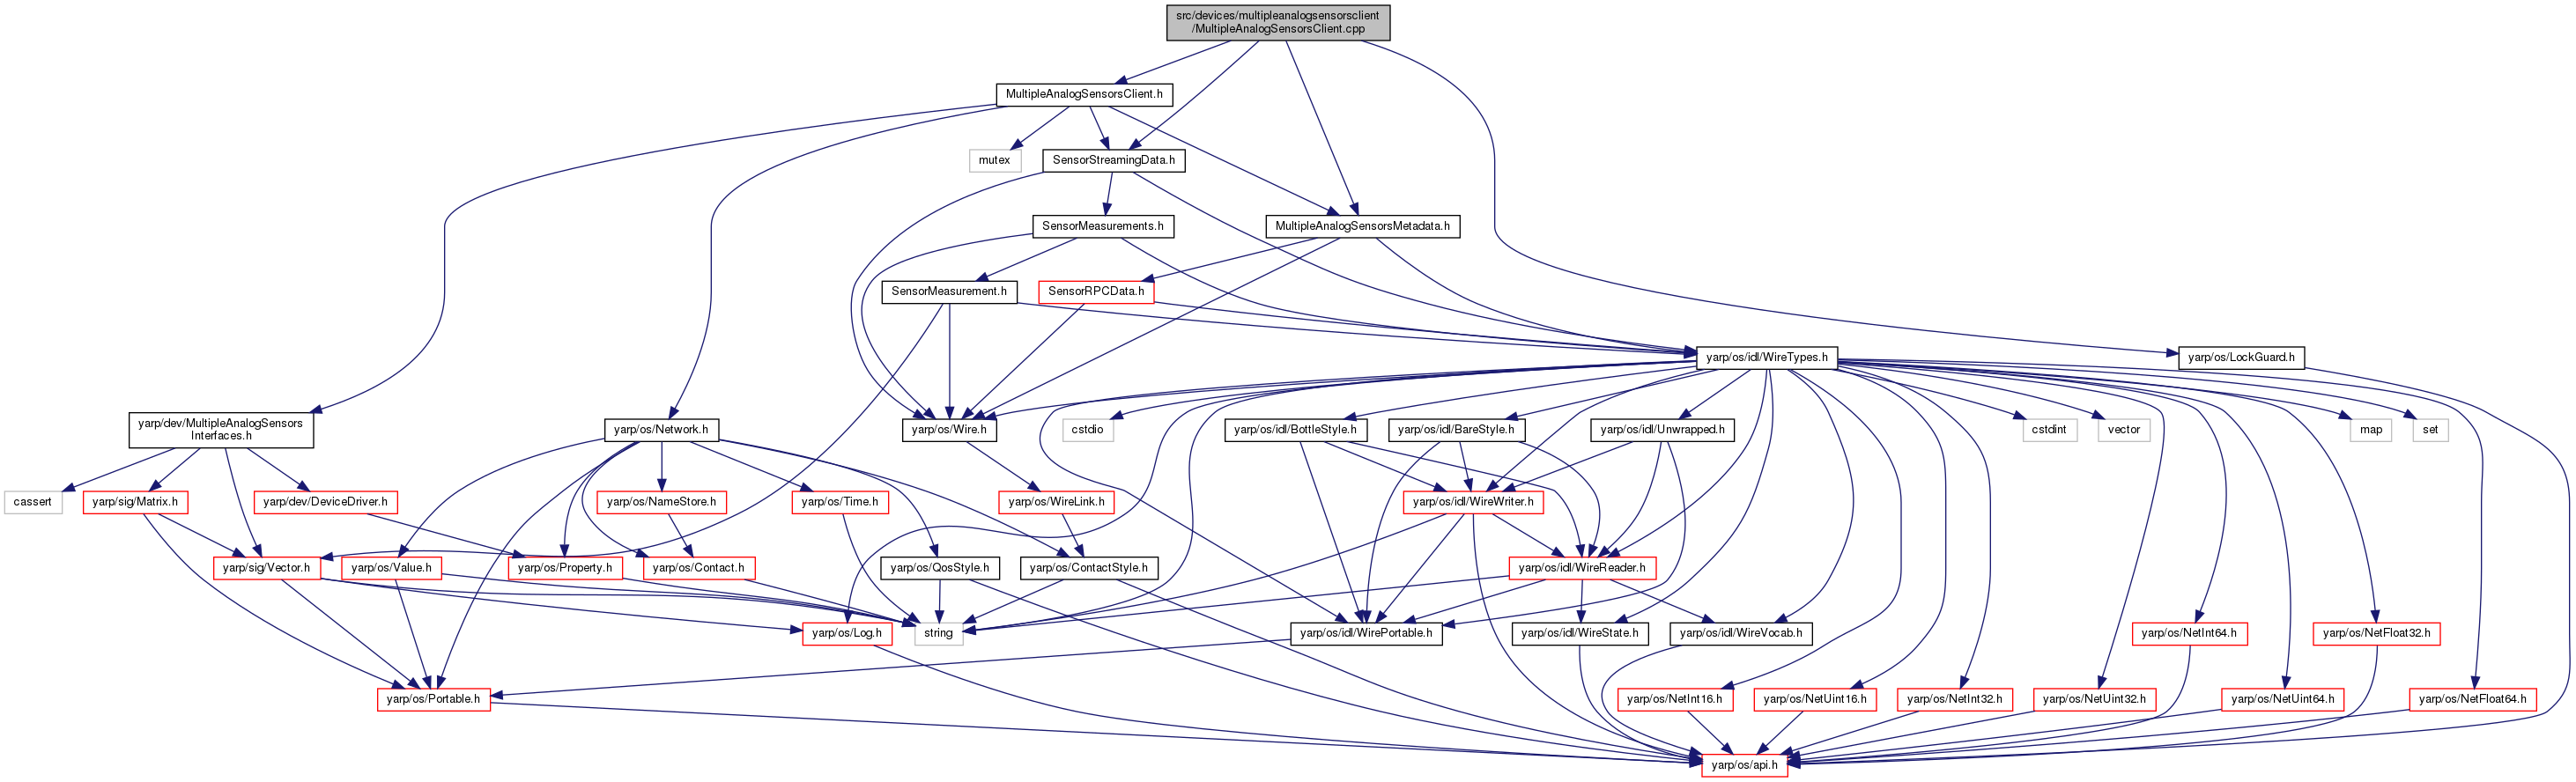 src/devices/multipleanalogsensorsclient
/MultipleAnalogSensorsClient.cpp
MultipleAnalogSensorsClient.h
mutex
SensorStreamingData.h
SensorMeasurements.h
MultipleAnalogSensorsMetadata.h
SensorMeasurement.h
SensorRPCData.h
yarp/os/idl/WireTypes.h
yarp/os/LockGuard.h
yarp/dev/MultipleAnalogSensors
Interfaces.h
yarp/os/Network.h
yarp/os/Wire.h
cstdio
yarp/os/idl/BottleStyle.h
yarp/os/idl/BareStyle.h
yarp/os/idl/Unwrapped.h
cstdint
vector
map
set
cassert
yarp/sig/Matrix.h
yarp/dev/DeviceDriver.h
yarp/os/NameStore.h
yarp/os/Time.h
yarp/os/WireLink.h
yarp/os/idl/WireWriter.h
yarp/sig/Vector.h
yarp/os/Value.h
yarp/os/Property.h
yarp/os/Contact.h
yarp/os/QosStyle.h
yarp/os/ContactStyle.h
yarp/os/idl/WireReader.h
yarp/os/Log.h
string
yarp/os/idl/WirePortable.h
yarp/os/idl/WireState.h
yarp/os/idl/WireVocab.h
yarp/os/NetInt64.h
yarp/os/NetFloat32.h
yarp/os/Portable.h
yarp/os/NetInt16.h
yarp/os/NetUint16.h
yarp/os/NetInt32.h
yarp/os/NetUint32.h
yarp/os/NetUint64.h
yarp/os/NetFloat64.h
yarp/os/api.h